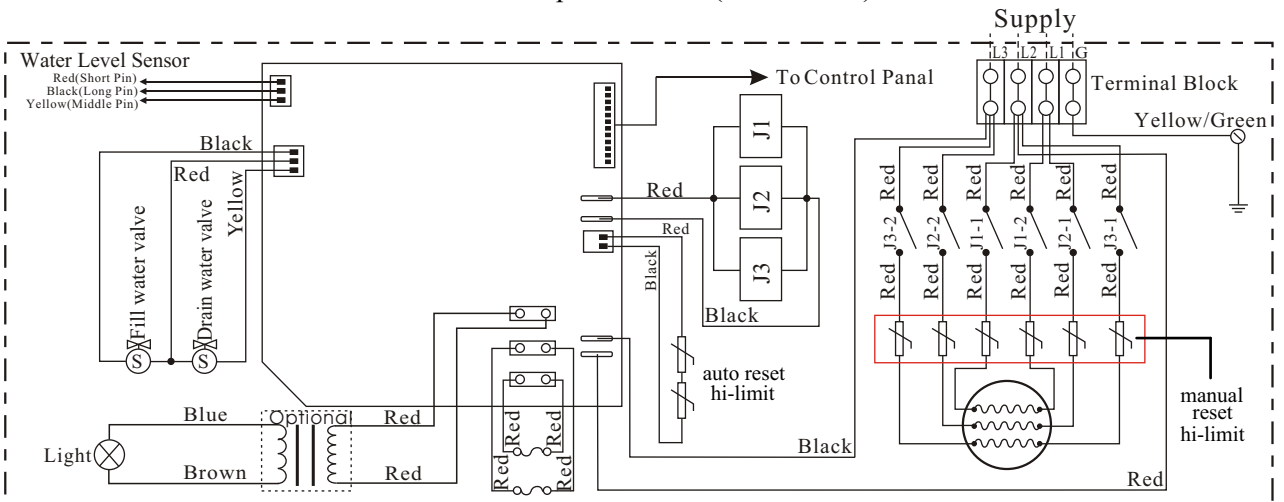 Supply
L3 L2 L1 G
Water Level Sensor
Red(Short Pin)
Black(Long Pin)
Yellow(Middle Pin)
To Control Panal
Terminal Block
Yellow/Green
Black
Red
Yellow
Fill water valve
Drain water valve
S
S
J1
J2
J3
Red
Red
Black
Black
auto reset
hi-limit
Red Red Red Red Red Red
J3-2 J2-2 J1-1 J1-2 J2-1 J3-1
Red Red Red Red Red Red
manual
reset
hi-limit
Optional
Blue
Red
Light
Brown
Red
Red Red
Red Red
Black
Red